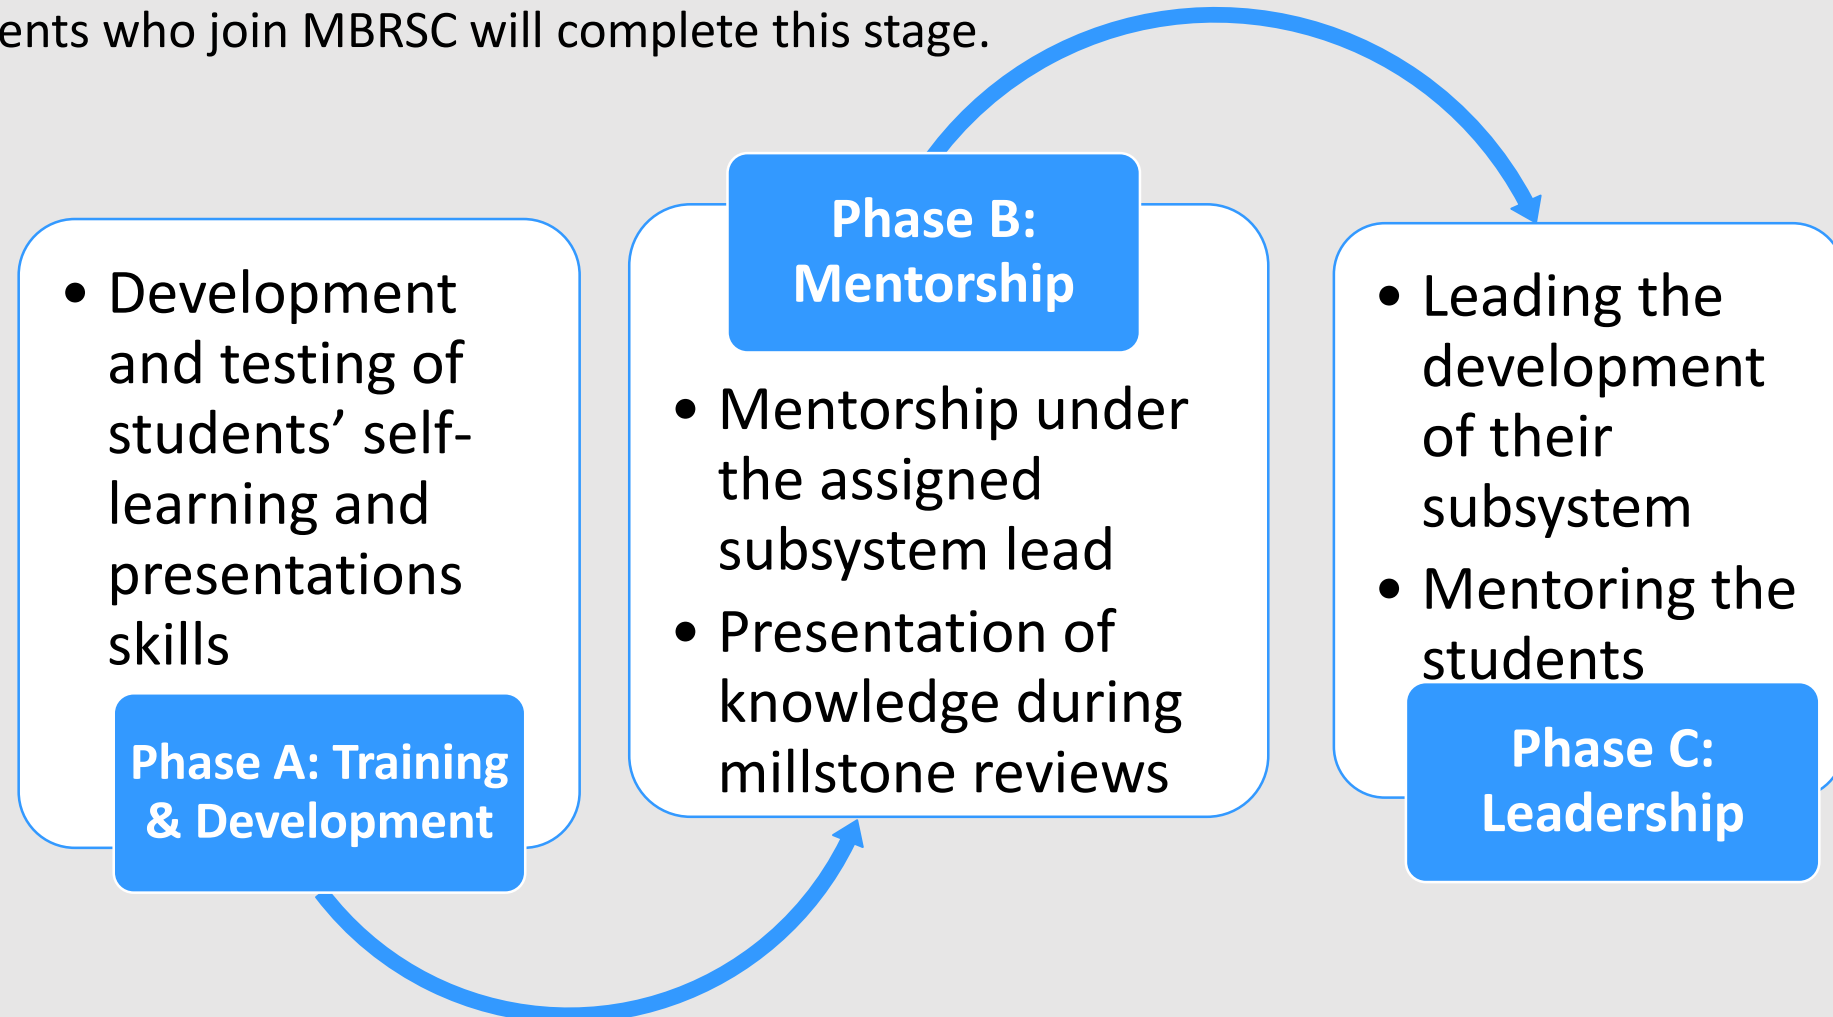 ents who join MBRSC will complete this stage.
• Development
and testing of
students’ self-
learning and
presentations
skills
Phase A: Training
& Development
Phase B:
Mentorship
• Mentorship under
the assigned
subsystem lead
• Presentation of
knowledge during
millstone reviews
• Leading the
development
of their
subsystem
• Mentoring the
students
Phase C:
Leadership